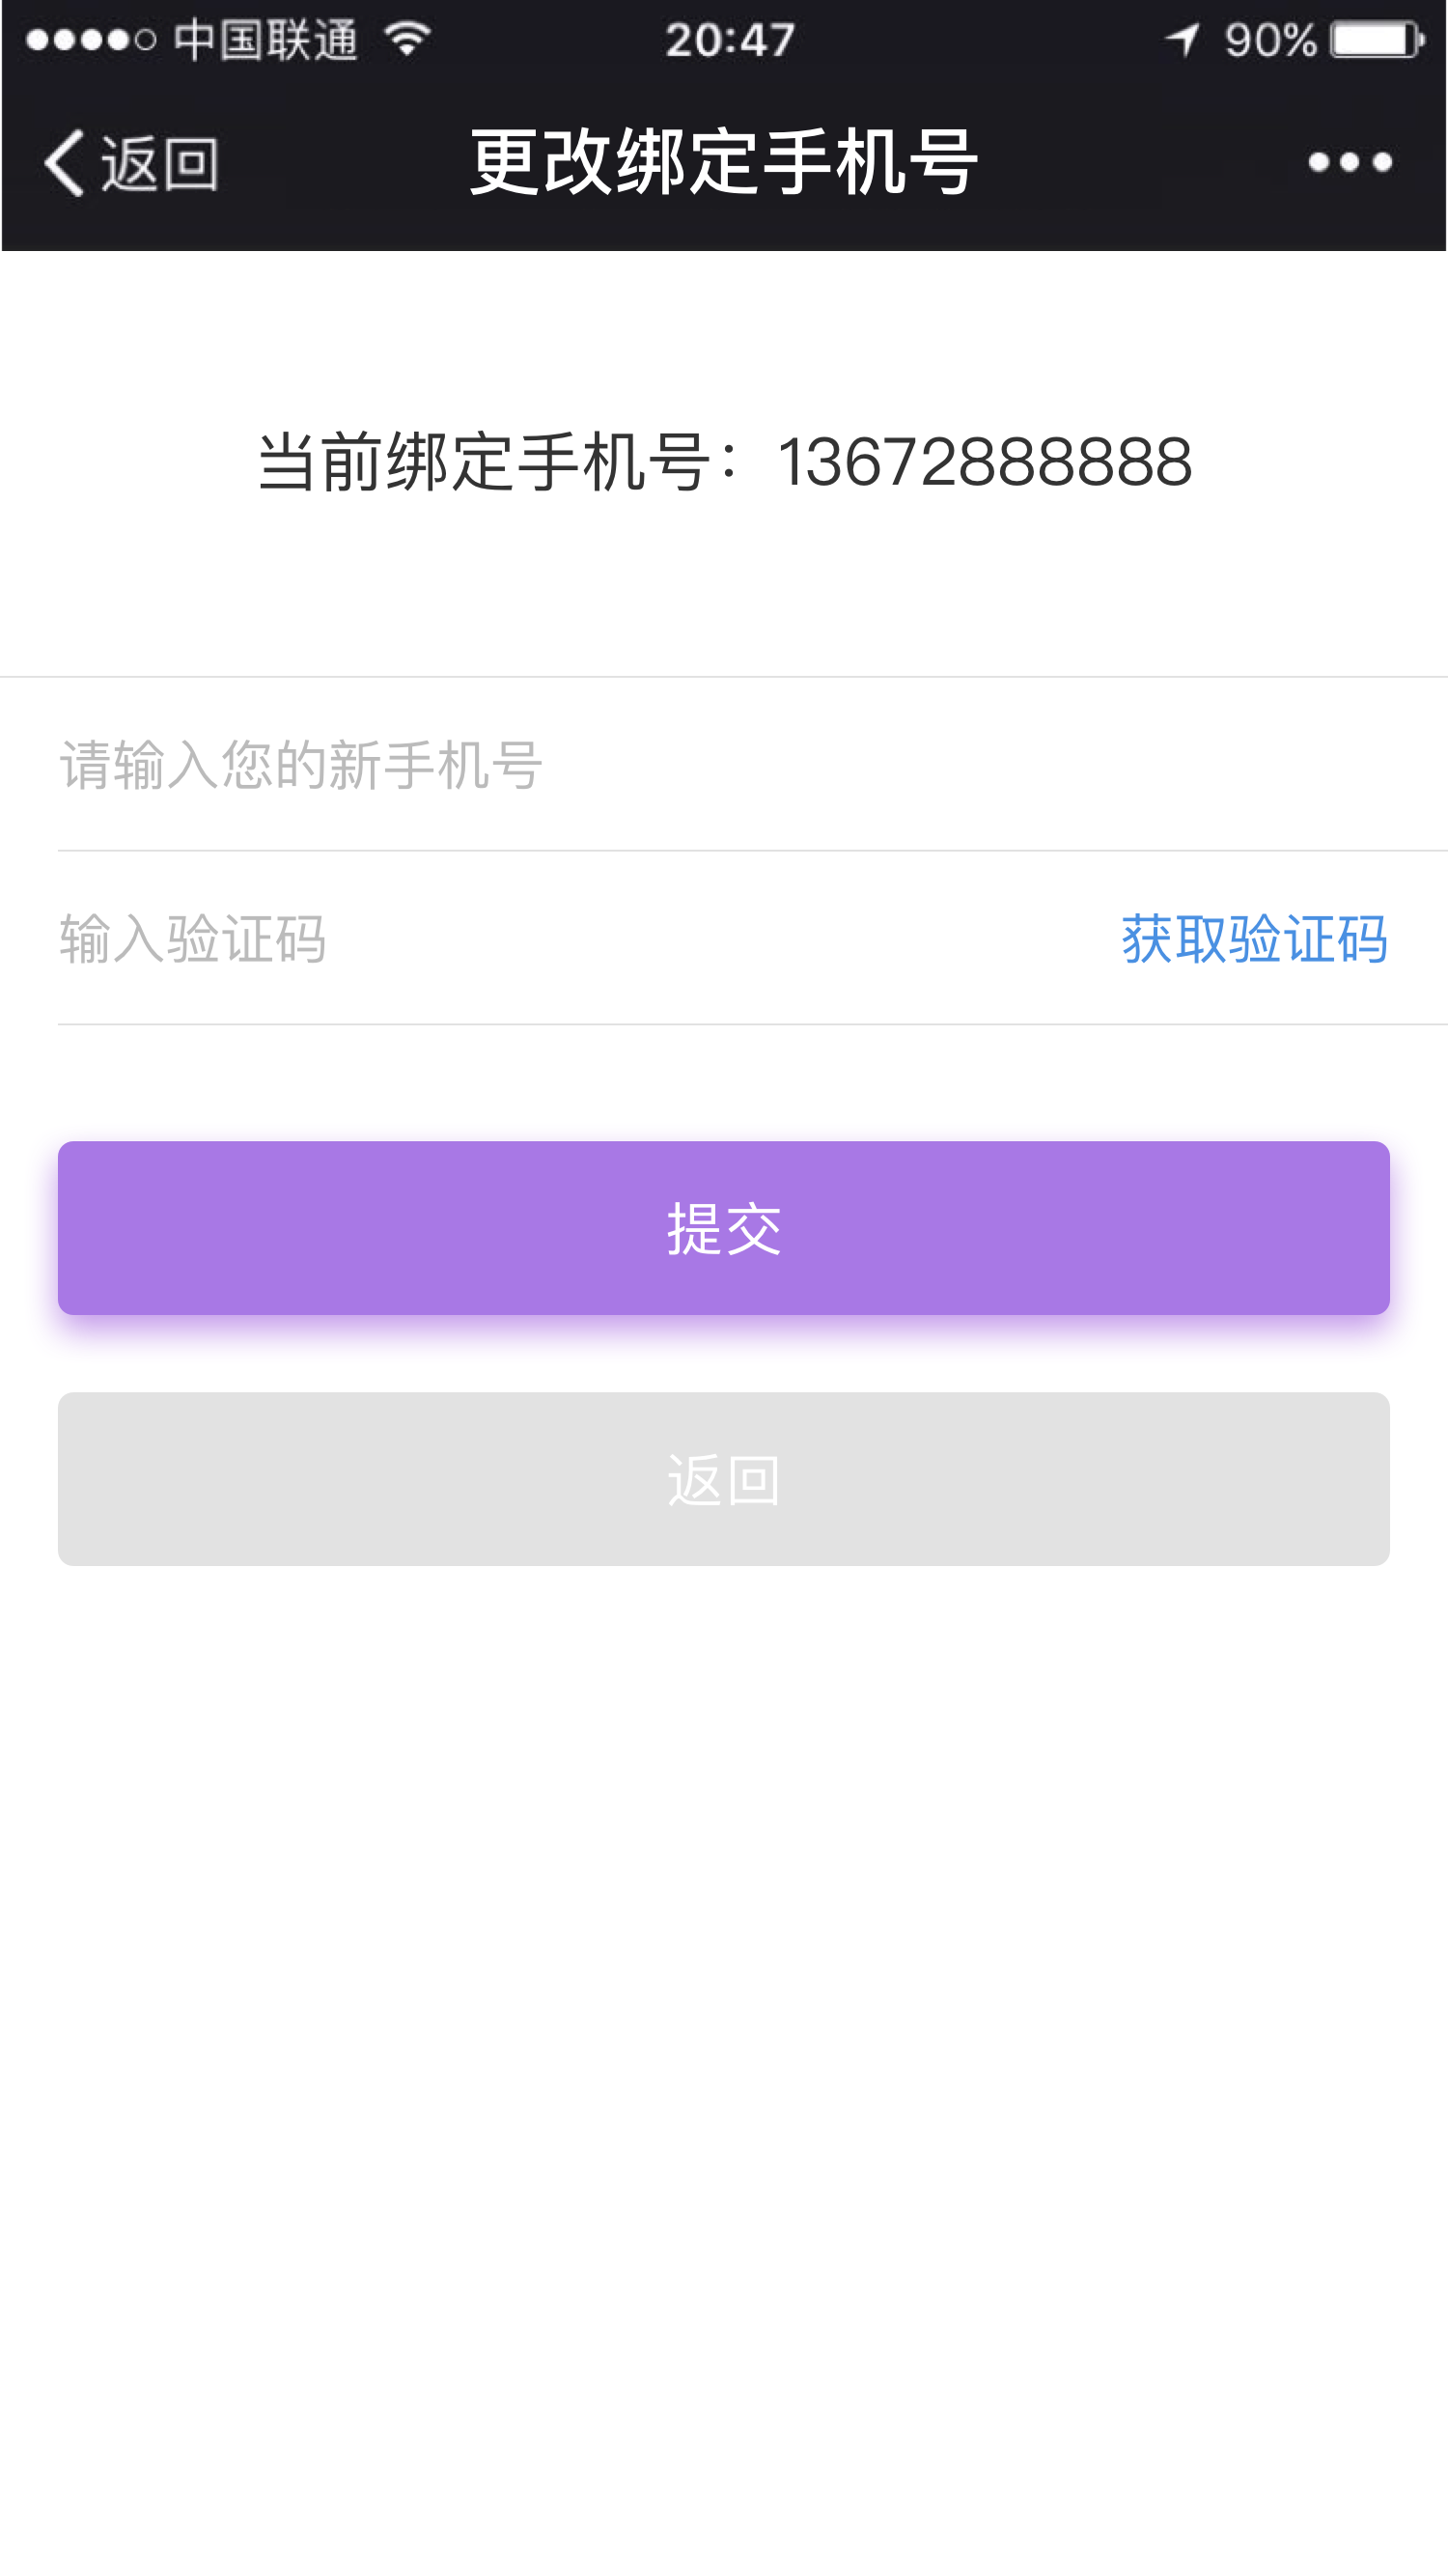 中国联通 20:47 90%
返回 更改绑定手机号
当前绑定手机号：13672888888
请输入您的新手机号
输入验证码 获取验证码
提交
返回